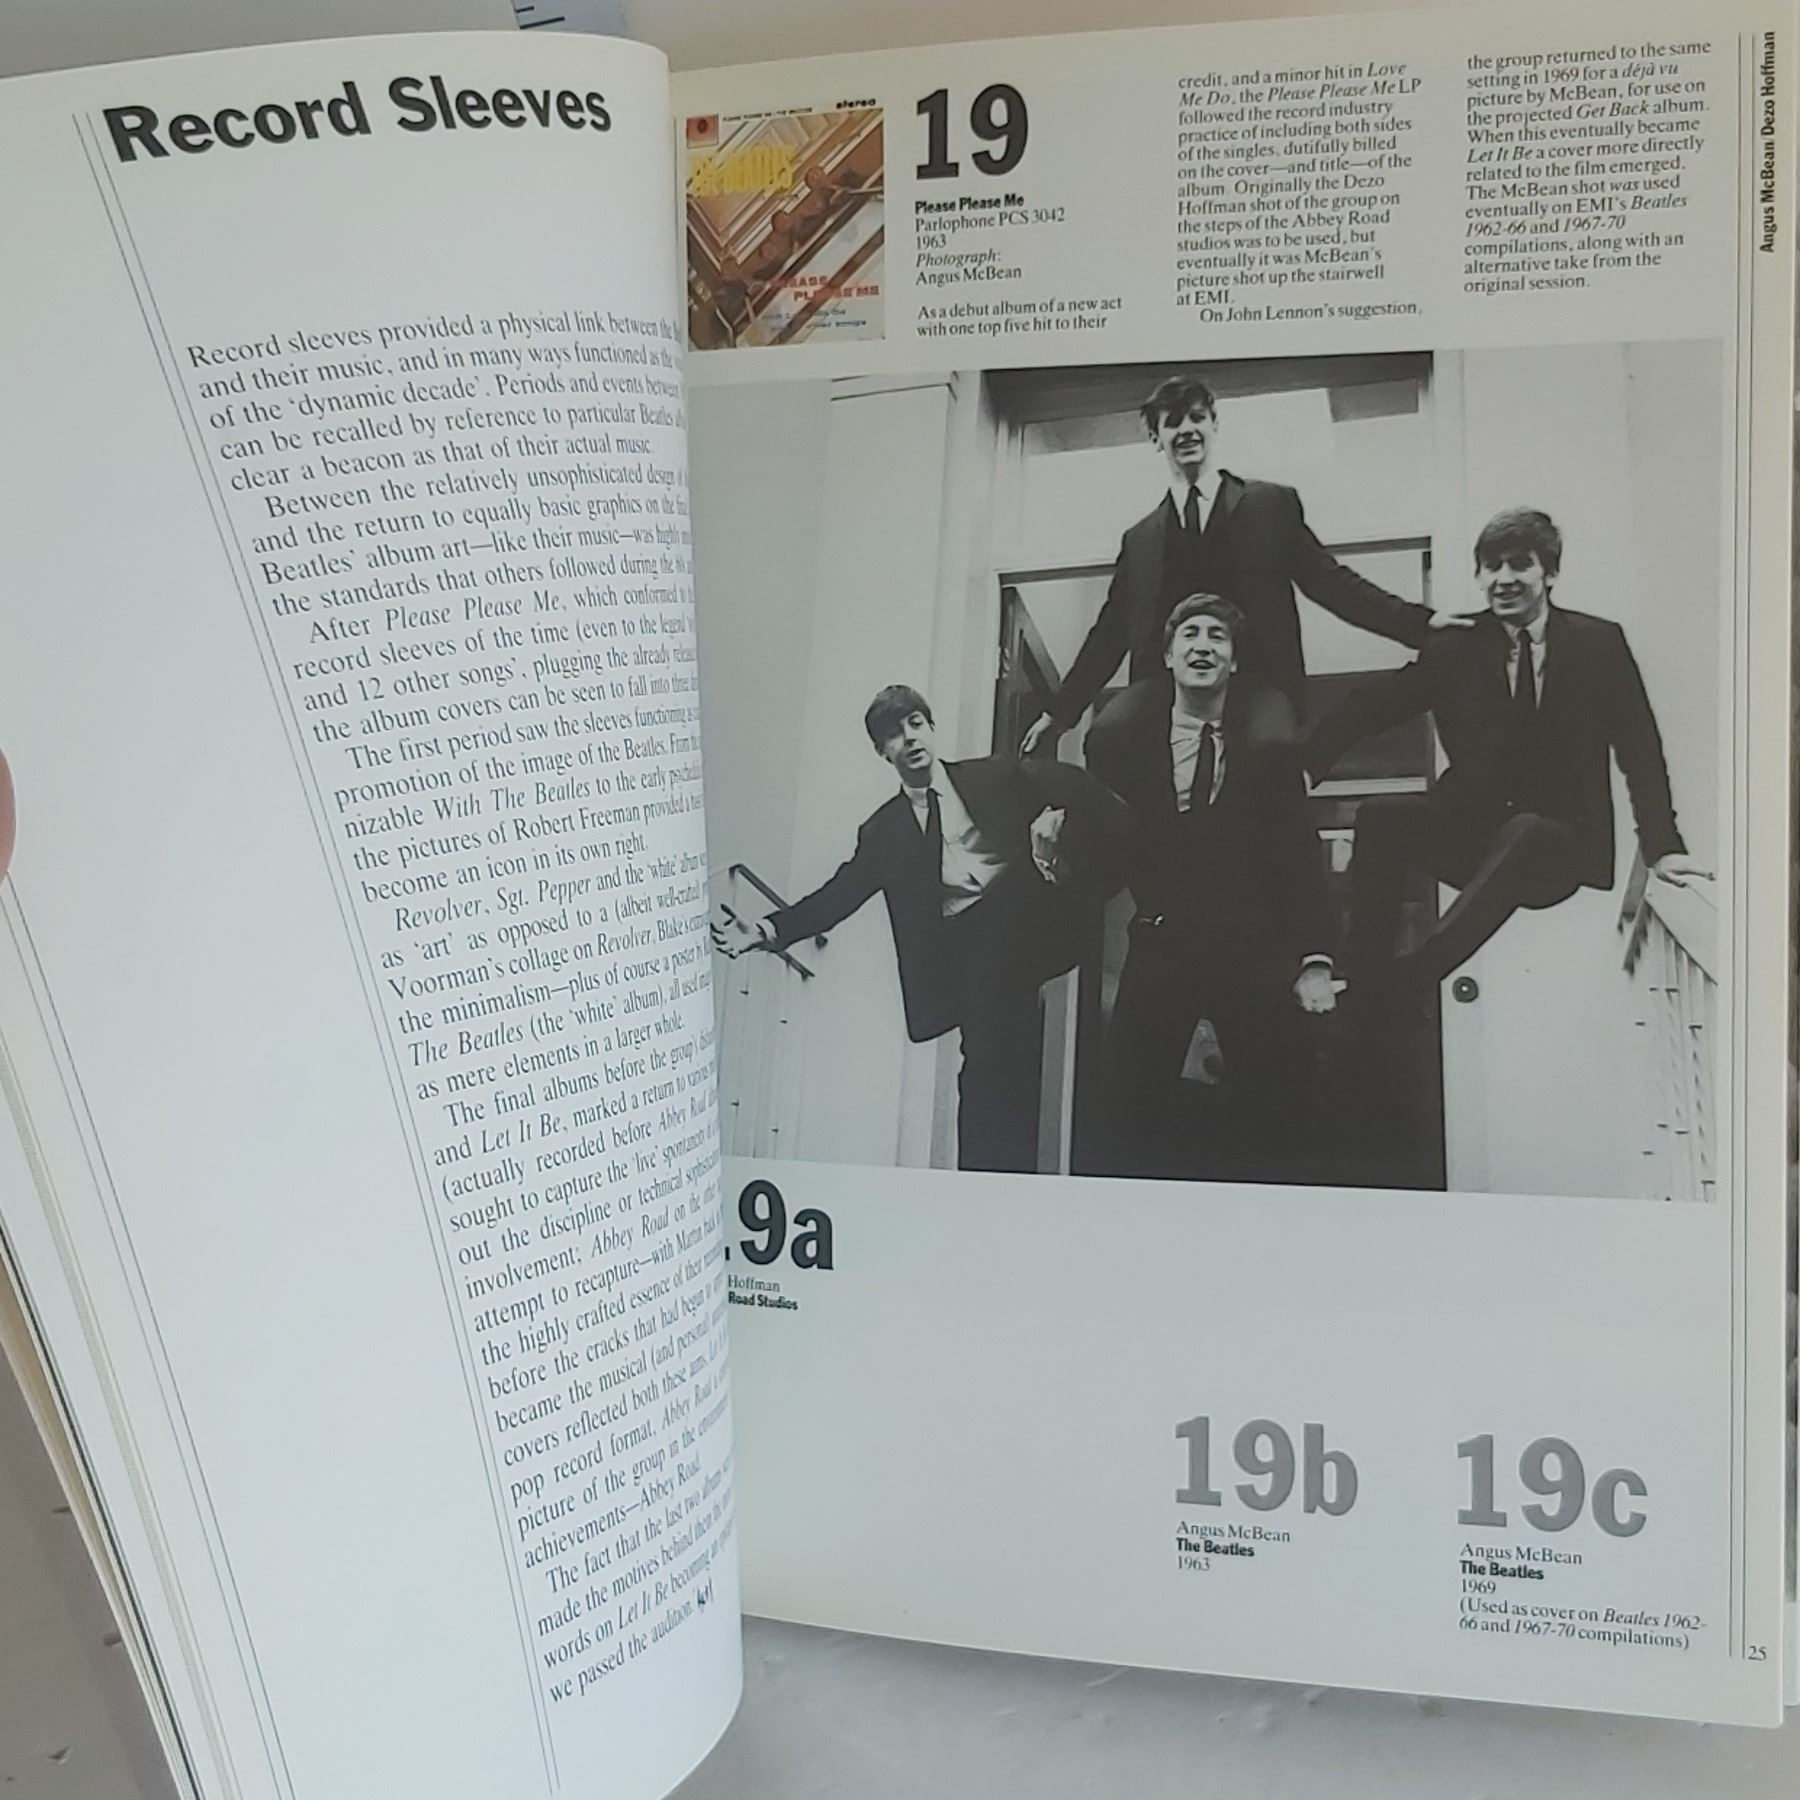 Record Sleeves
Record sleeves provided a physical link between the
and their music, and in many ways functioned as the
of the ‘dynamic decade’. Periods and events between
can be recalled by reference to particular Beatles
clear a beacon as that of their actual music.
Between the relatively unsophisticated design
and the return to equally basic graphics on the
Beatles’ album art—like their music—was highly
the standards that others followed during the
After Please Please Me, which conformed
record sleeves of the time (even to the legend
and 12 other songs’, plugging the already
the album covers can be seen to fall into three
The first period saw the sleeves functioning
promotion of the image of the Beatles. From
nizable With The Beatles to the early
the pictures of Robert Freeman provided a
become an icon in its own right.
Revolver, Sgt. Pepper and the ‘white’ album
as ‘art’ as opposed to a (albeit well-crafted
Voorman’s collage on Revolver, Blake’s
the minimalism—plus of course a poster by
The Beatles (the ‘white’ album), all used
as mere elements in a larger whole.
The final albums before the group’s
and Let It Be, marked a return to various
(actually recorded before Abbey Road
sought to capture the ‘live’ spontaneity
out the discipline or technical
involvement; Abbey Road on the other
attempt to recapture—with Martin back
the highly crafted essence of their
before the cracks that had begun to
became the musical (and personal)
covers reflected both these aims. Let
pop record format, Abbey Road a
picture of the group in the
achievements—Abbey Road.
The fact that the last two albums
made the motives behind them
words on Let It Be becoming an
we passed the audition.’
stereo
PLEASE
PLEASE ME
19
Please Please Me
Parlophone PCS 3042
1963
Photograph:
Angus McBean
As a debut album of a new act
with one top five hit to their
credit, and a minor hit in Love
Me Do, the Please Please Me LP
followed the record industry
practice of including both sides
of the singles, dutifully billed
on the cover—and title—of the
album. Originally the Dezo
Hoffman shot of the group on
the steps of the Abbey Road
studios was to be used, but
eventually it was McBean’s
picture shot up the stairwell
at EMI.
On John Lennon’s suggestion,
the group returned to the same
setting in 1969 for a déjà vu
picture by McBean, for use on
the projected Get Back album.
When this eventually became
Let It Be a cover more directly
related to the film emerged.
The McBean shot was used
eventually on EMI’s Beatles
1962-66 and 1967-70
compilations, along with an
alternative take from the
original session.
Angus McBean/Dezo Hoffman
9a
Hoffman
Road Studios
19b
Angus McBean
The Beatles
1963
19c
Angus McBean
The Beatles
1969
(Used as cover on Beatles 1962-
66 and 1967-70 compilations)
25